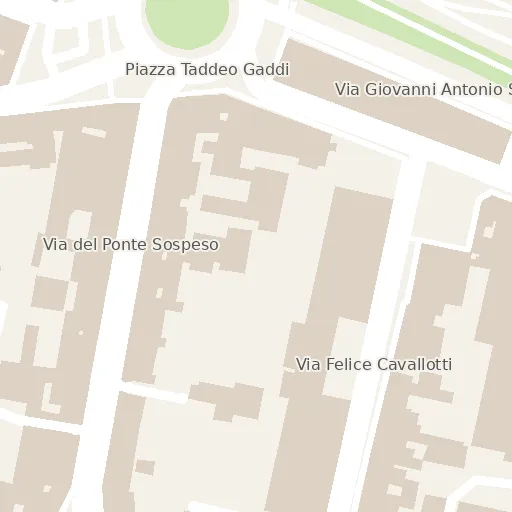 Piazza Taddeo Gaddi
Via Giovanni Antonio S
Via del Ponte Sospeso
Via Felice Cavallotti